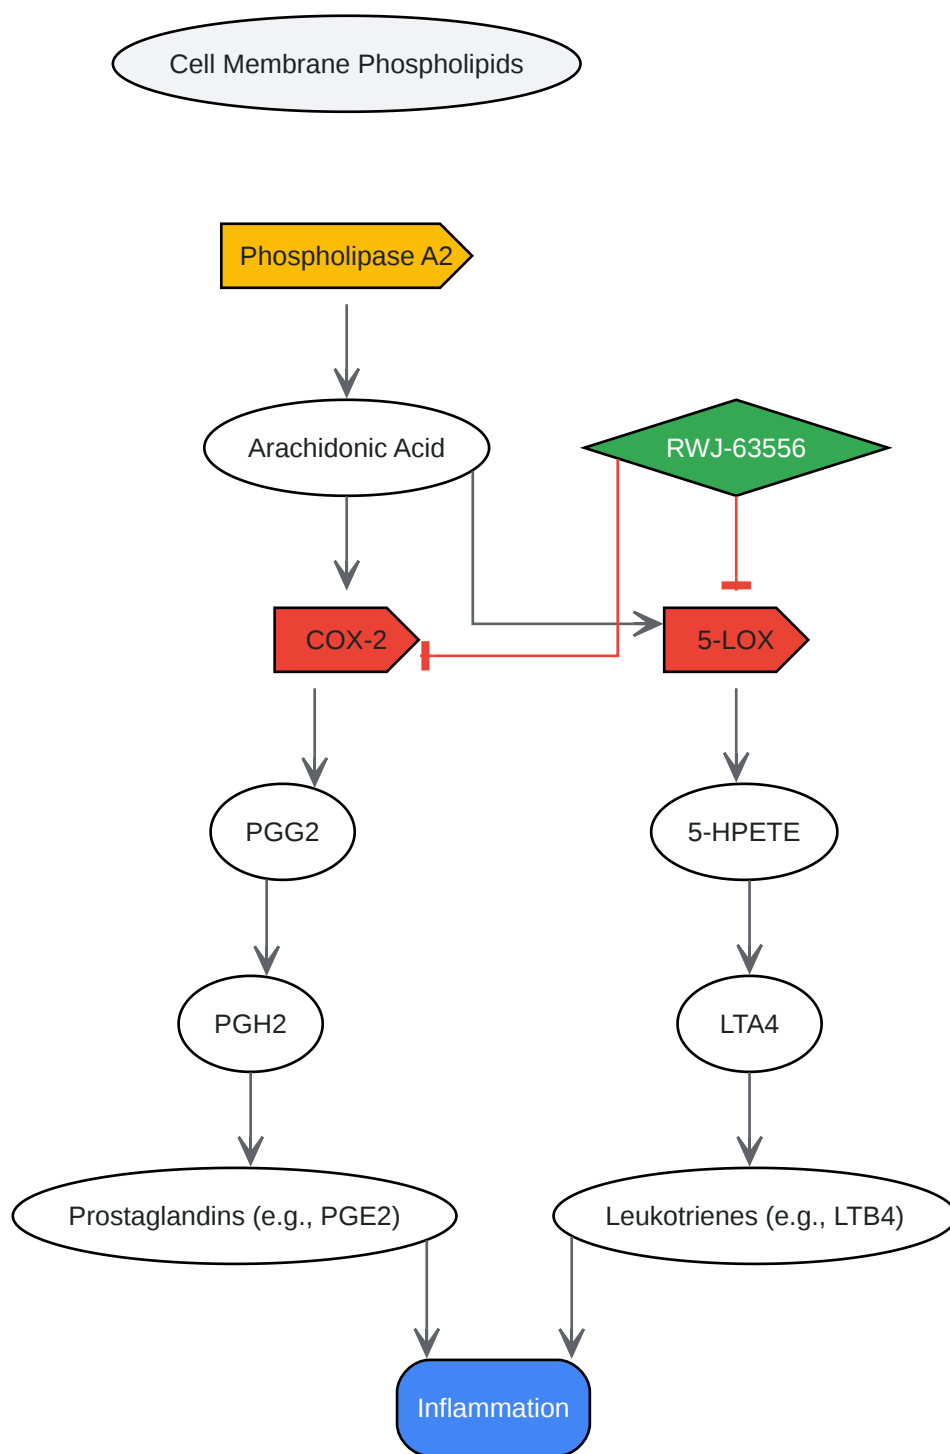 Cell Membrane Phospholipids
Phospholipase A2
Arachidonic Acid
RWJ-63556
COX-2
5-LOX
PGG2
5-HPETE
PGH2
LTA4
Prostaglandins (e.g., PGE2)
Leukotrienes (e.g., LTB4)
Inflammation